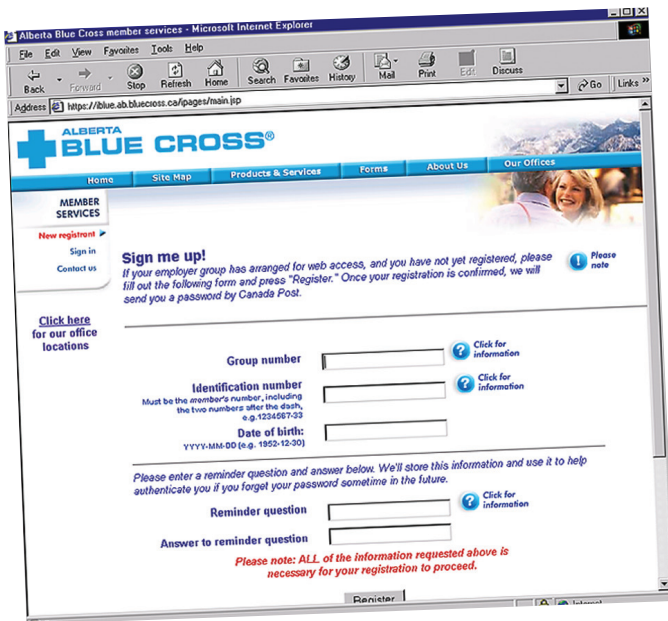 Alberta Blue Cross member services - Microsoft Internet Explorer
File Edit View Favorites Tools Help
Back Forward Stop Refresh Home Search Favorites History Mail Print Edit Discuss
Address https://iblue.ab.bluecross.ca/ipages/main.jsp Go Links »
ALBERTA
BLUE CROSS®
Home Site Map Products & Services Forms About Us Our Offices
MEMBER
SERVICES
New registrant
Sign in
Contact us
Click here
for our office
locations
Sign me up!
If your employer group has arranged for web access, and you have not yet registered, please
fill out the following form and press "Register." Once your registration is confirmed, we will
send you a password by Canada Post.
! Please
note
Group number
? Click for
information
Identification number
Must be the member's number, including
the two numbers after the dash,
e.g.1234567-33
? Click for
information
Date of birth:
YYYY-MM-DD (e.g. 1952-12-30)
Please enter a reminder question and answer below. We'll store this information and use it to help
authenticate you if you forget your password sometime in the future.
Reminder question
? Click for
information
Answer to reminder question
Please note: ALL of the information requested above is
necessary for your registration to proceed.
Register
Internet